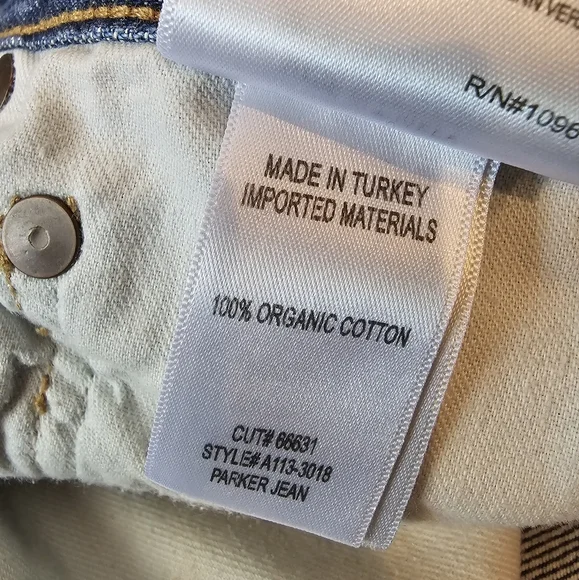 R/N#1096
MADE IN TURKEY
IMPORTED MATERIALS
100% ORGANIC COTTON
CUT# 66631
STYLE# A113-3018
PARKER JEAN